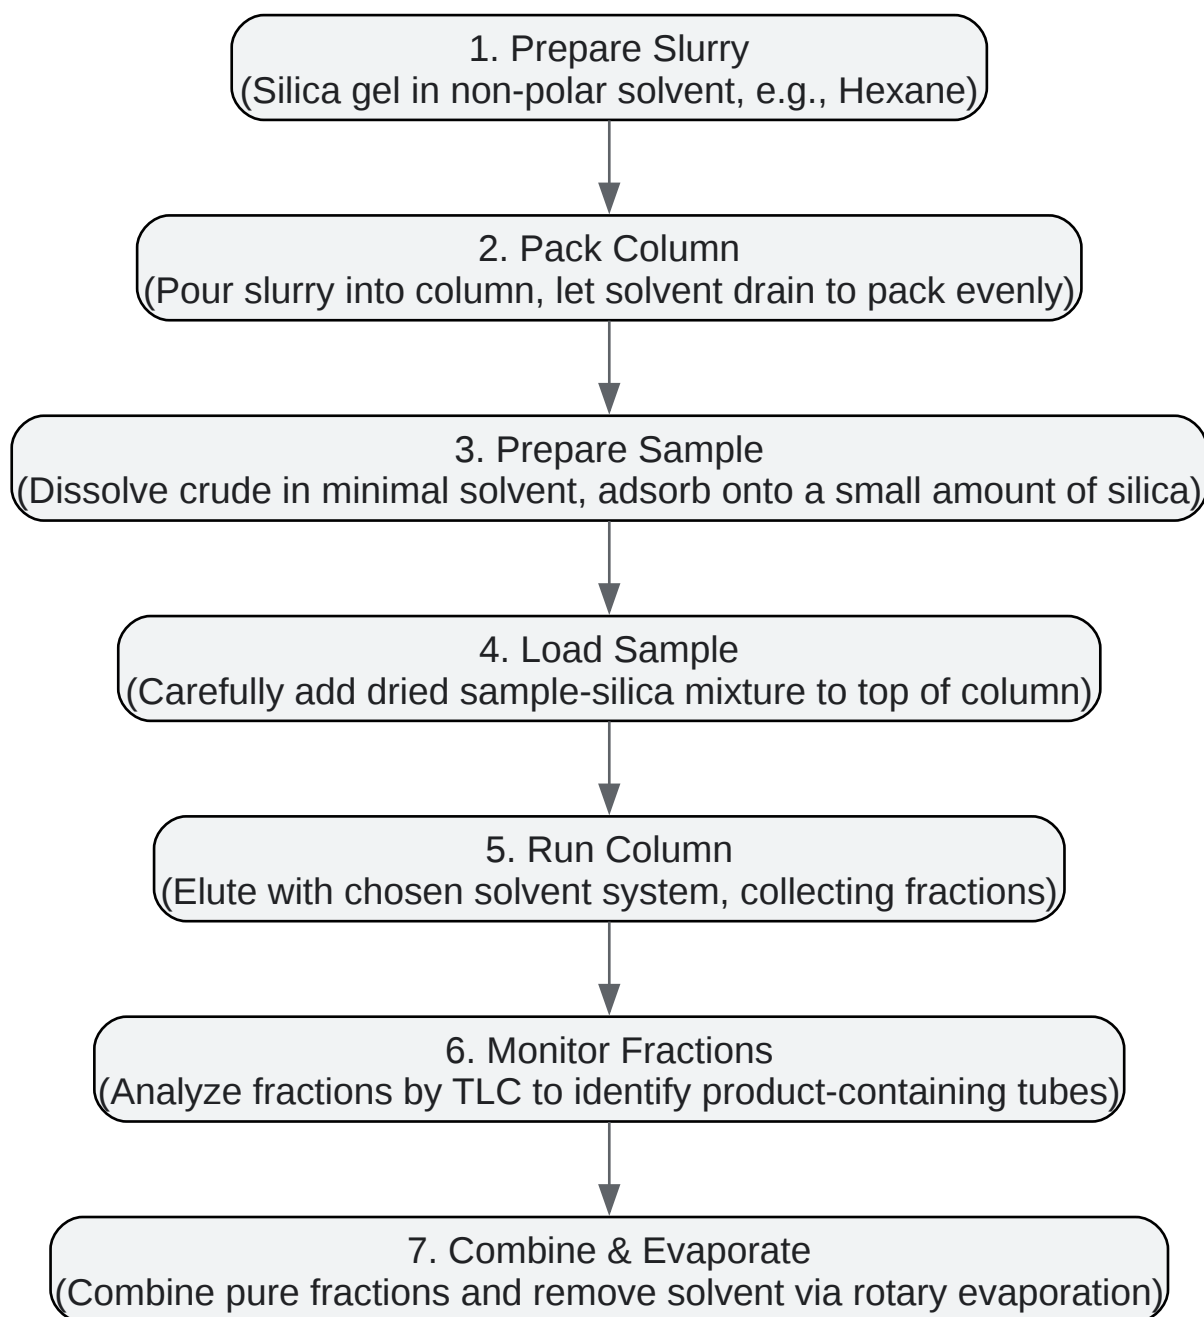 1. Prepare Slurry
(Silica gel in non-polar solvent, e.g., Hexane)
2. Pack Column
(Pour slurry into column, let solvent drain to pack evenly)
3. Prepare Sample
(Dissolve crude in minimal solvent, adsorb onto a small amount of silica)
4. Load Sample
(Carefully add dried sample-silica mixture to top of column)
5. Run Column
(Elute with chosen solvent system, collecting fractions)
6. Monitor Fractions
(Analyze fractions by TLC to identify product-containing tubes)
7. Combine & Evaporate
(Combine pure fractions and remove solvent via rotary evaporation)